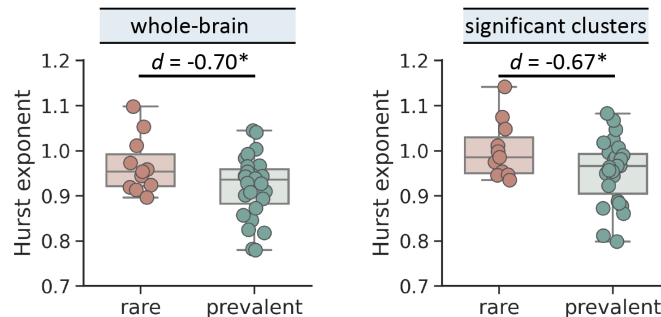 whole-brain
d = -0.70*
Hurst exponent
1.2
1.1
1.0
0.9
0.8
0.7
rare
prevalent
significant clusters
d = -0.67*
Hurst exponent
1.2
1.1
1.0
0.9
0.8
0.7
rare
prevalent